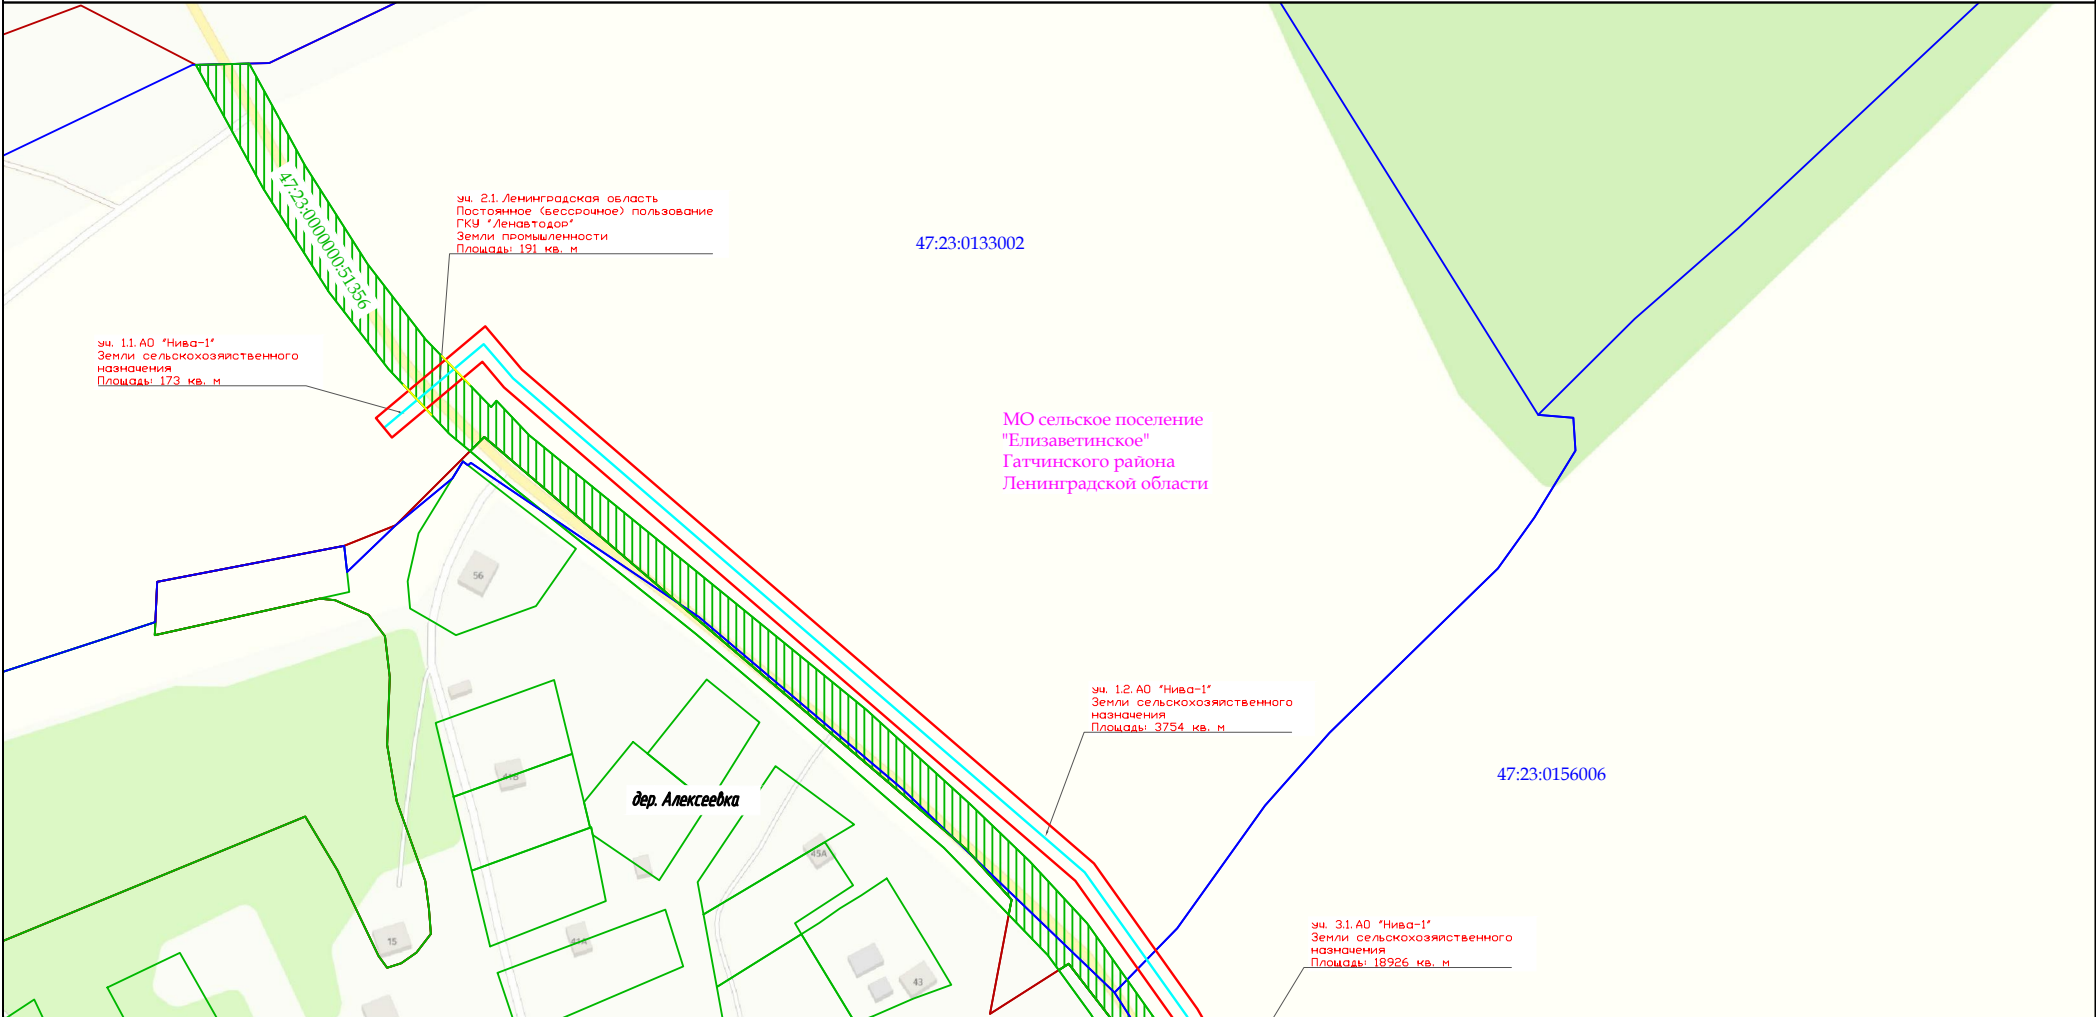 47:23:0000000:51356
уч. 2.1. Ленинградская область
Постоянное (бессрочное) пользование
ГКУ "Ленавтодор"
Земли промышленности
Площадь: 191 кв. м
47:23:0133002
уч. 1.1. АО "Нива-1"
Земли сельскохозяйственного
назначения
Площадь: 173 кв. м
МО сельское поселение
"Елизаветинское"
Гатчинского района
Ленинградской области
56
уч. 1.2. АО "Нива-1"
Земли сельскохозяйственного
назначения
Площадь: 3754 кв. м
47:23:0156006
дер. Алексеевка
45А
15
43
уч. 3.1. АО "Нива-1"
Земли сельскохозяйственного
назначения
Площадь: 18926 кв. м